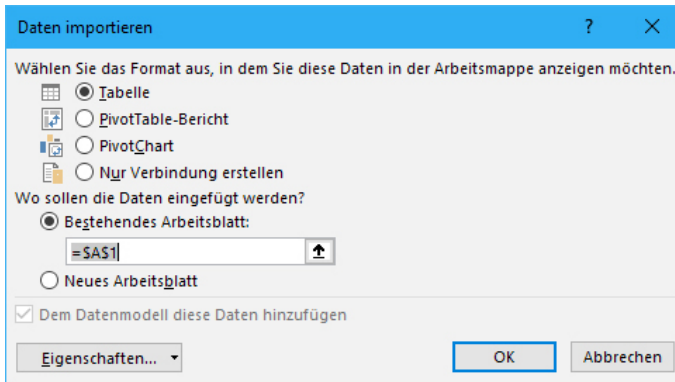 Daten importieren ? ×
Wählen Sie das Format aus, in dem Sie diese Daten in der Arbeitsmappe anzeigen möchten.
Tabelle
PivotTable-Bericht
PivotChart
Nur Verbindung erstellen
Wo sollen die Daten eingefügt werden?
Bestehendes Arbeitsblatt:
=$A$1
Neues Arbeitsblatt
Dem Datenmodell diese Daten hinzufügen
Eigenschaften... OK Abbrechen